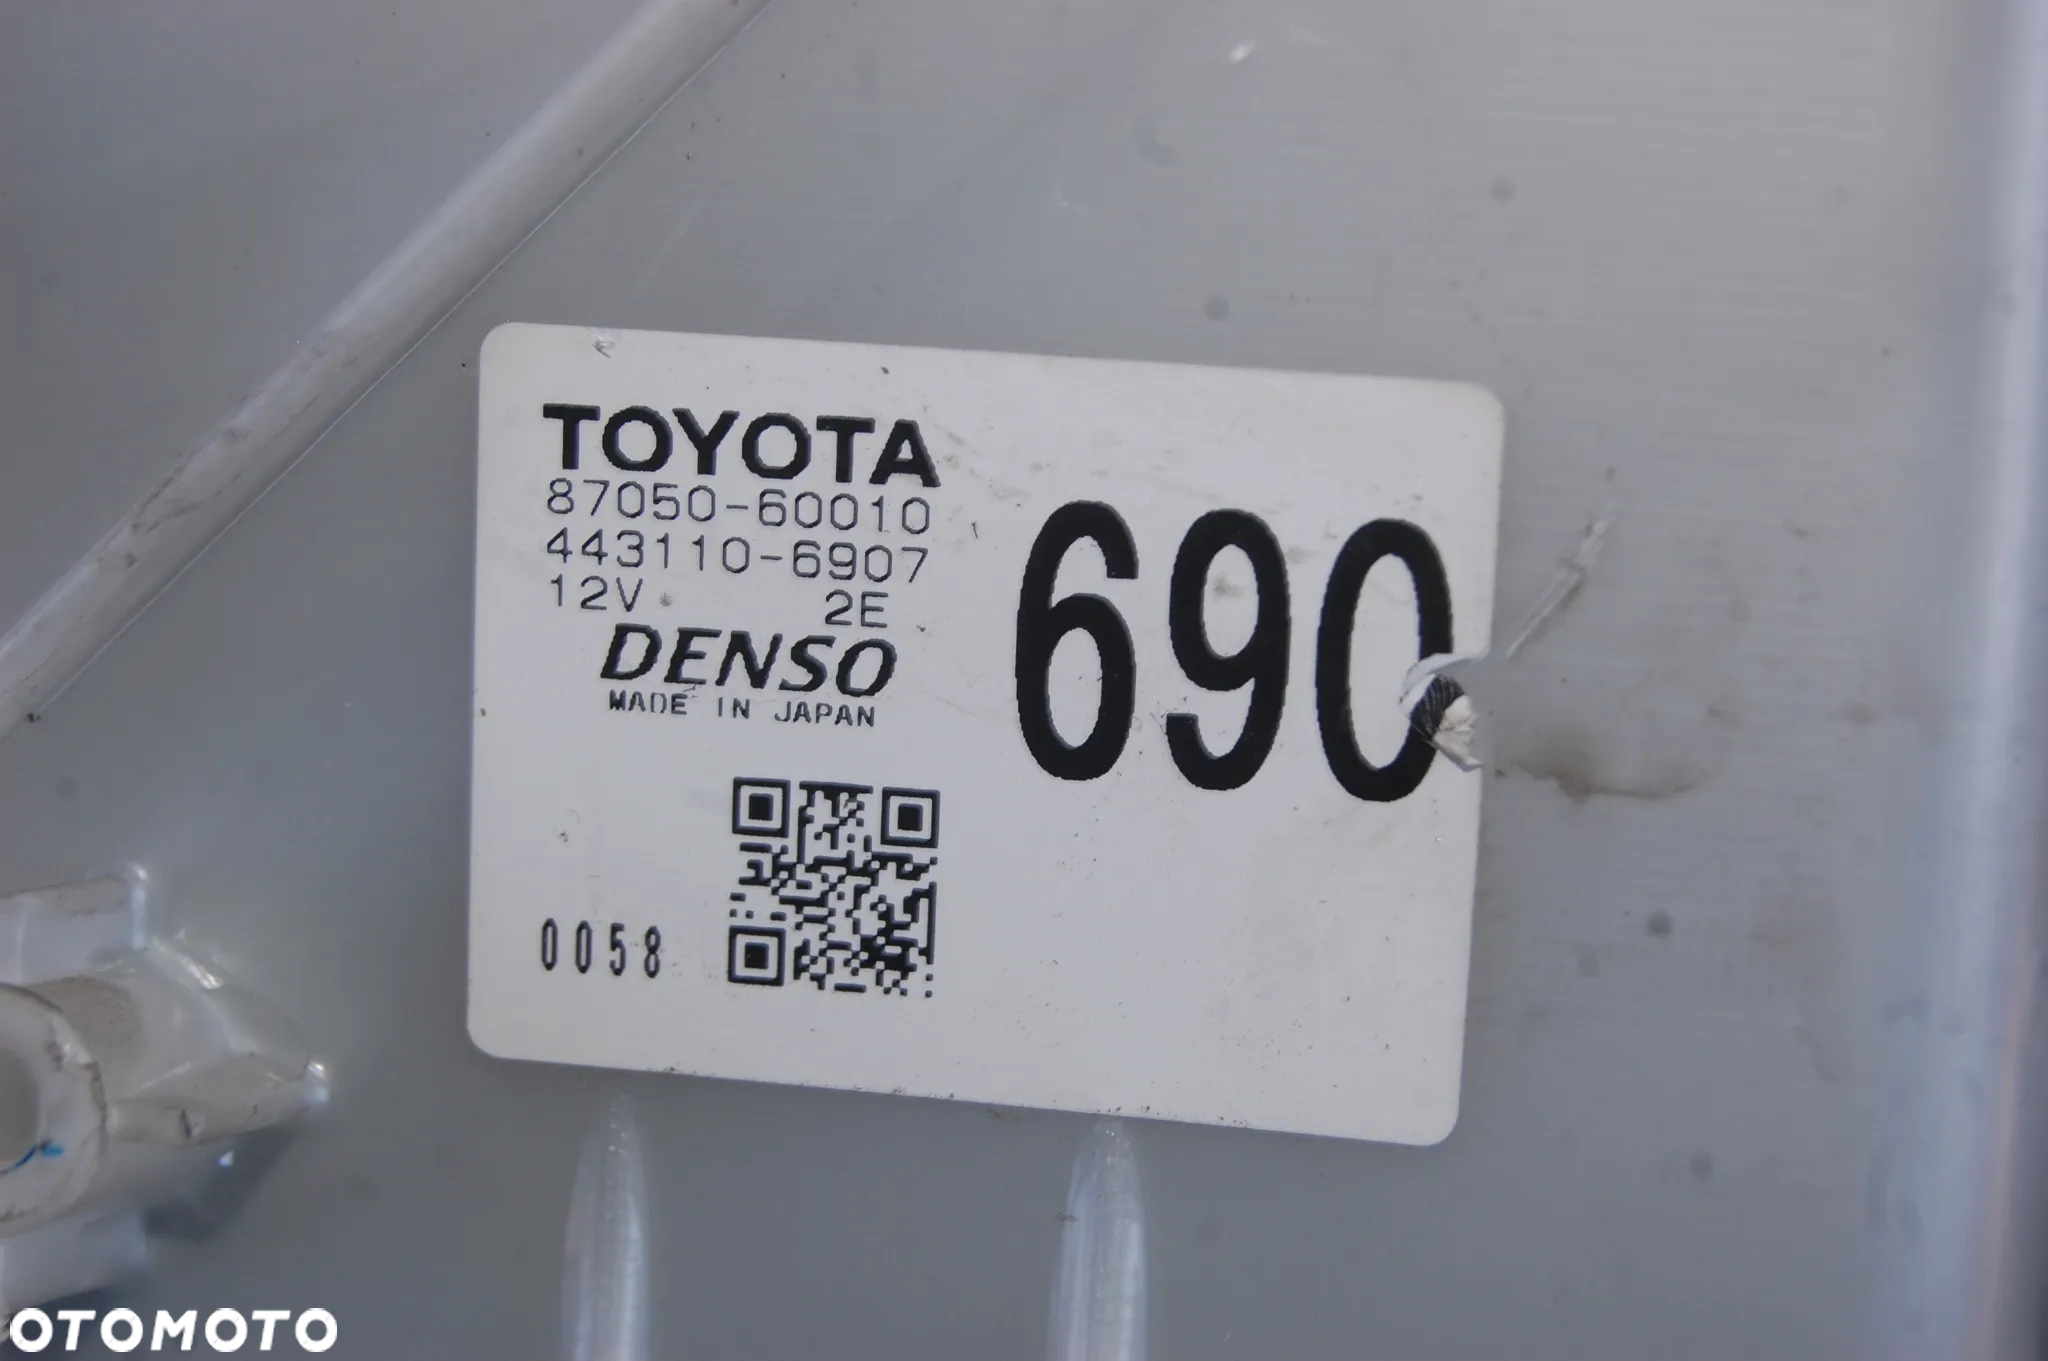 TOYOTA
87050-60010
443110-6907
12V 2E
DENSO
MADE IN JAPAN
690
0058
OTOMOTO